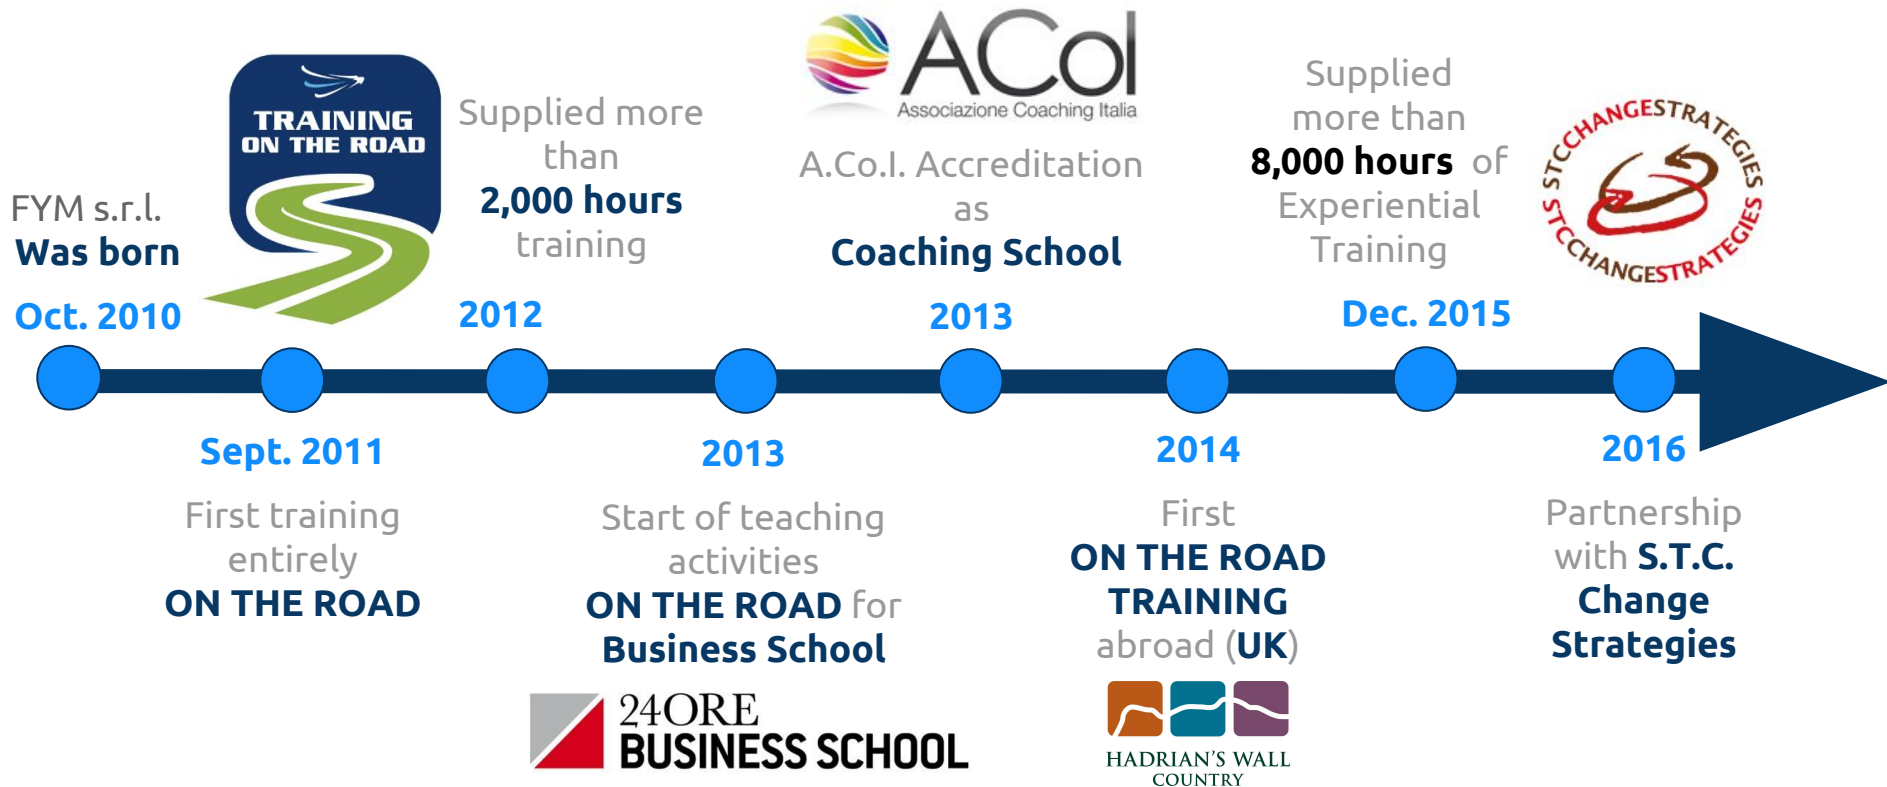 FYM s.r.l.
Was born
Oct. 2010
TRAINING
ON THE ROAD
Sept. 2011
First training
entirely
ON THE ROAD
Supplied more
than
2,000 hours
training
2012
2013
Start of teaching
activities
ON THE ROAD for
Business School
24ORE
BUSINESS SCHOOL
ACoI
Associazione Coaching Italia
A.Co.I. Accreditation
as
Coaching School
2013
2014
First
ON THE ROAD
TRAINING
abroad (UK)
HADRIAN'S WALL
COUNTRY
Supplied
more than
8,000 hours of
Experiential
Training
Dec. 2015
STCCHANGESTRATEGIES
STCCHANGESTRATEGIES
2016
Partnership
with S.T.C.
Change
Strategies